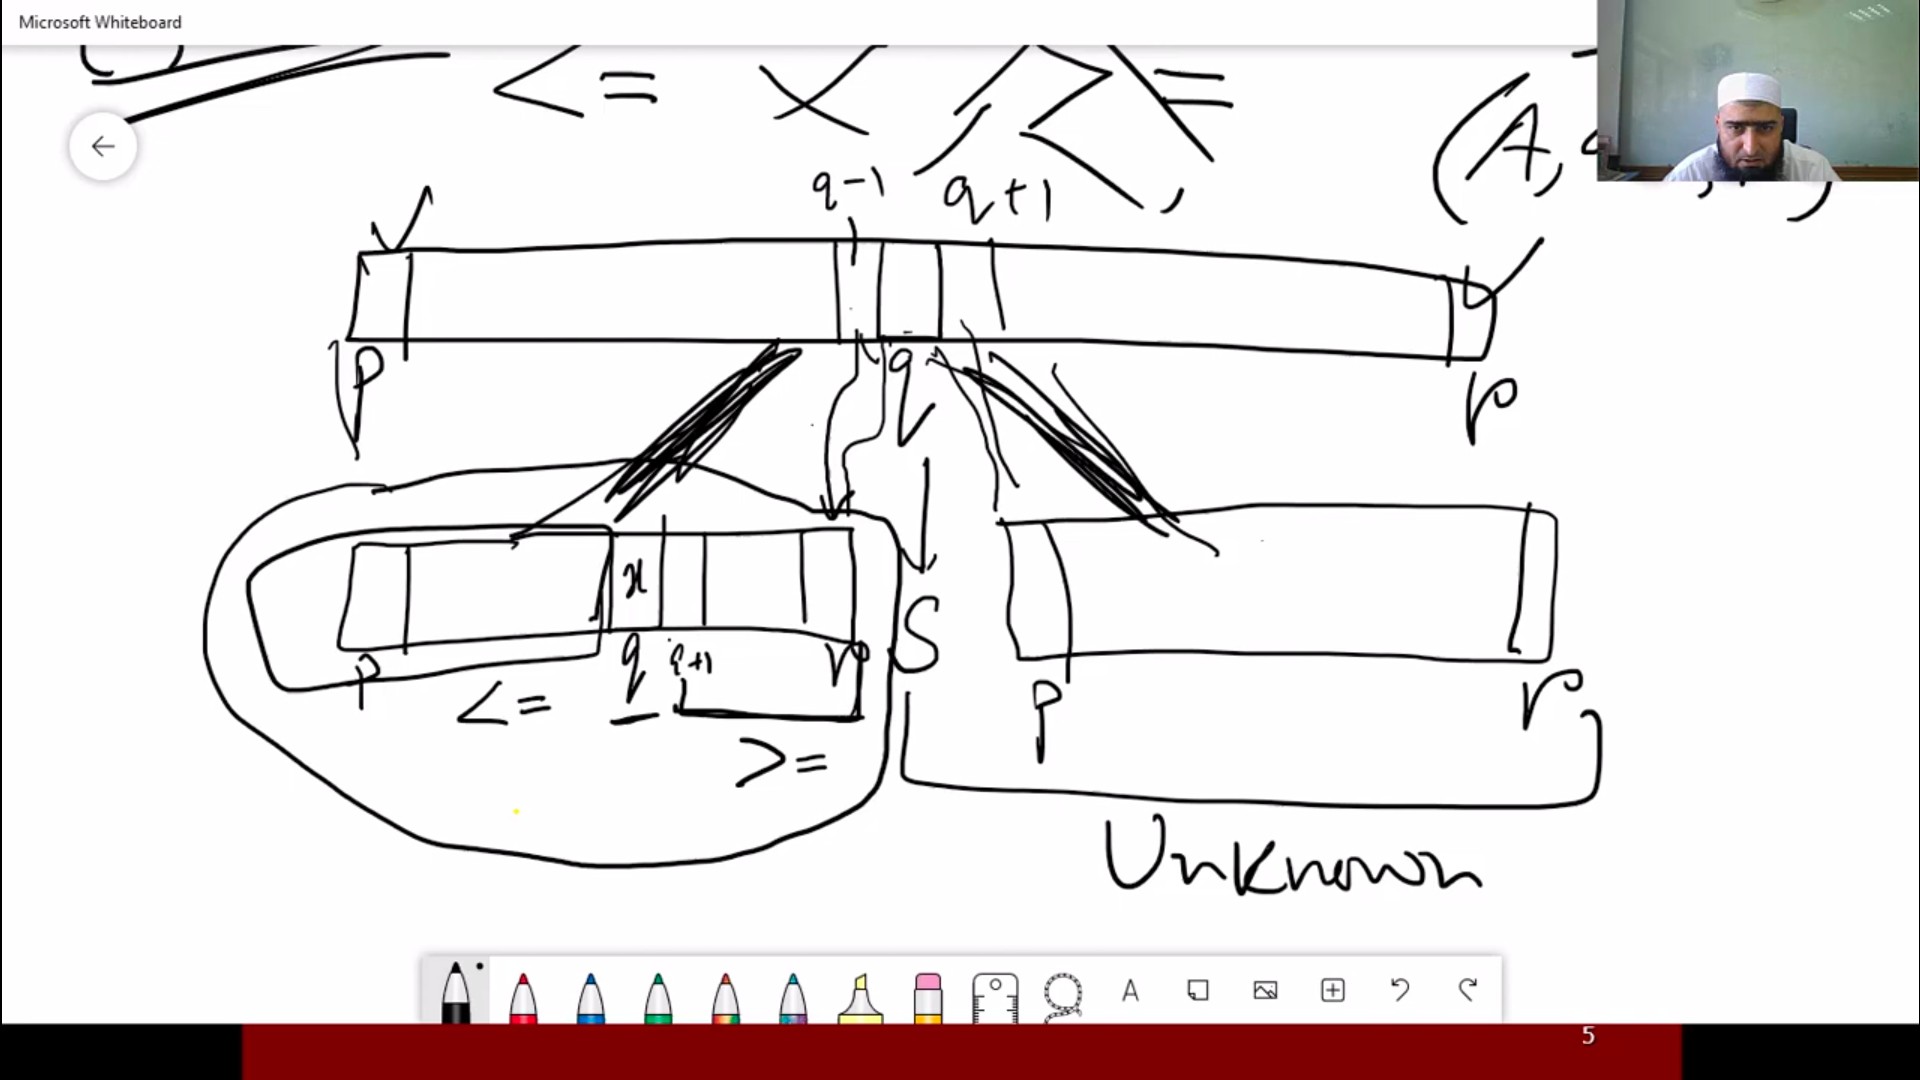 Microsoft Whiteboard
<= =
(A,
q-1 q+1 ,
p q r
x S
p q q+1 r
<= >=
p r
Unknown
A
5